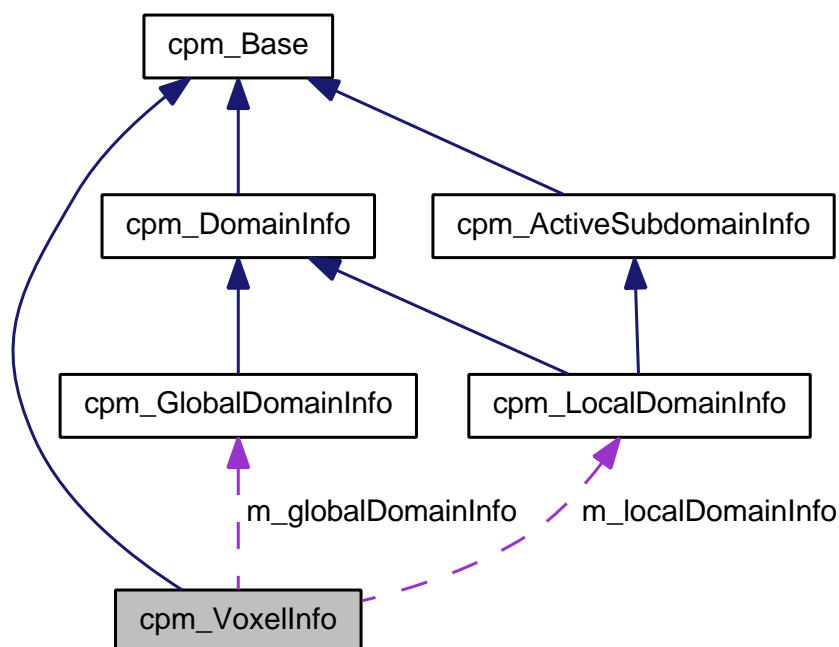 cpm_Base
cpm_DomainInfo
cpm_ActiveSubdomainInfo
cpm_GlobalDomainInfo
cpm_LocalDomainInfo
m_globalDomainInfo
m_localDomainInfo
cpm_VoxelInfo